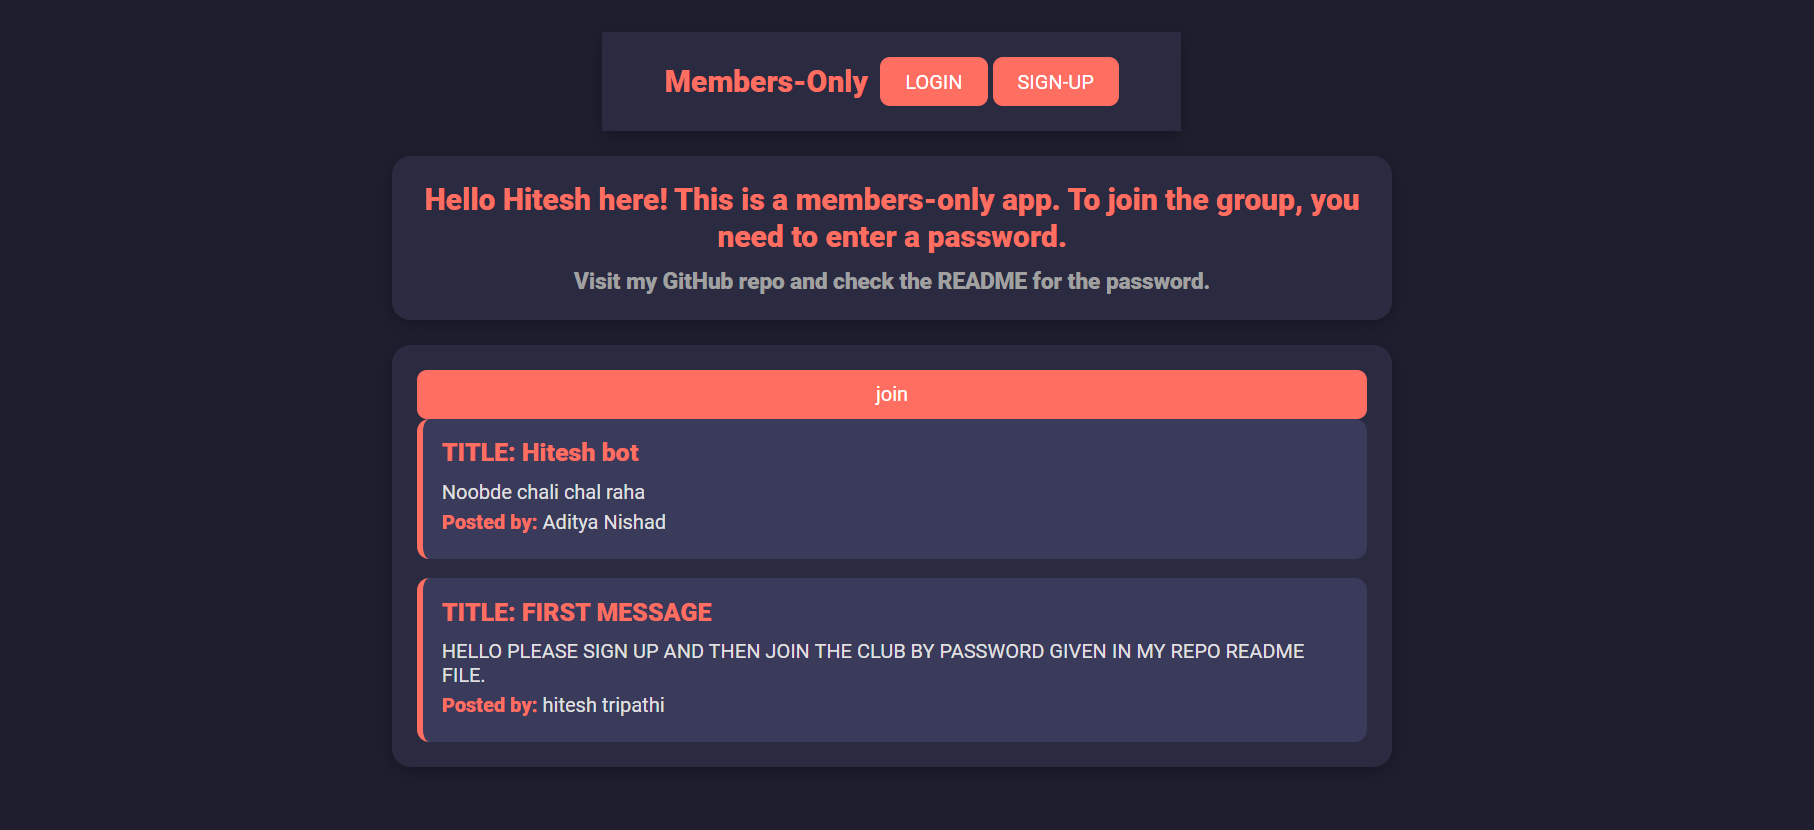 Members-Only LOGIN SIGN-UP
Hello Hitesh here! This is a members-only app. To join the group, you
need to enter a password.
Visit my GitHub repo and check the README for the password.
join
TITLE: Hitesh bot
Noobde chali chal raha
Posted by: Aditya Nishad
TITLE: FIRST MESSAGE
HELLO PLEASE SIGN UP AND THEN JOIN THE CLUB BY PASSWORD GIVEN IN MY REPO README
FILE.
Posted by: hitesh tripathi